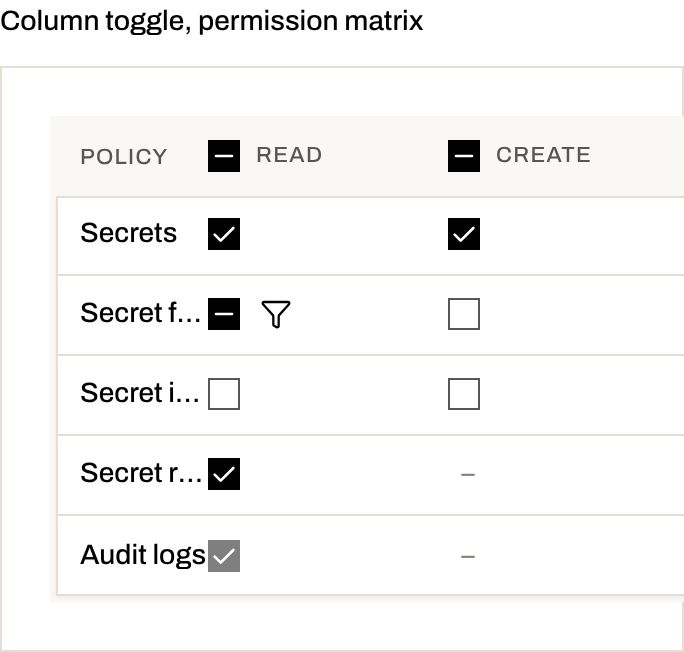 Column toggle, permission matrix
POLICY READ CREATE
Secrets
Secret f...
Secret i...
Secret r... –
Audit logs –